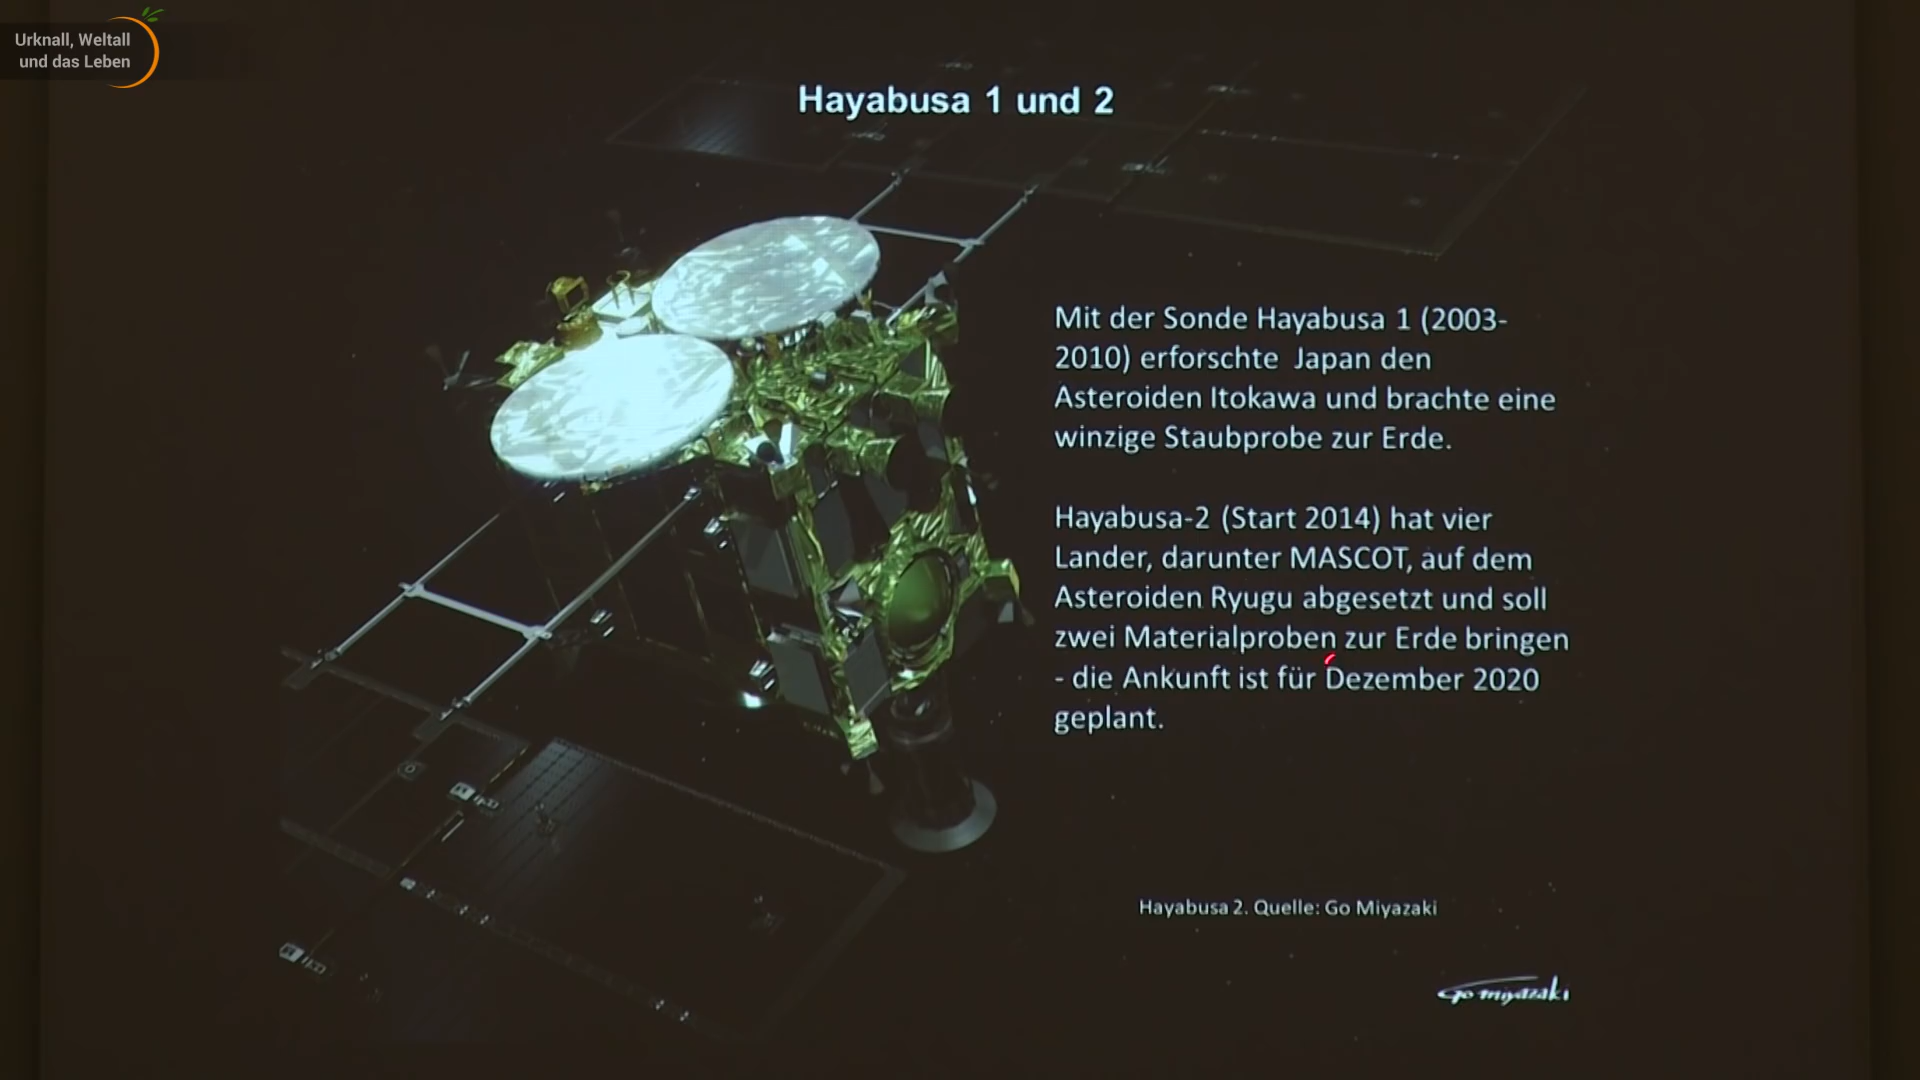 Urknall, Weltall
und das Leben
Hayabusa 1 und 2
Mit der Sonde Hayabusa 1 (2003-
2010) erforschte Japan den
Asteroiden Itokawa und brachte eine
winzige Staubprobe zur Erde.
Hayabusa-2 (Start 2014) hat vier
Lander, darunter MASCOT, auf dem
Asteroiden Ryugu abgesetzt und soll
zwei Materialproben zur Erde bringen
- die Ankunft ist für Dezember 2020
geplant.
Hayabusa 2. Quelle: Go Miyazaki
Go miyazaki